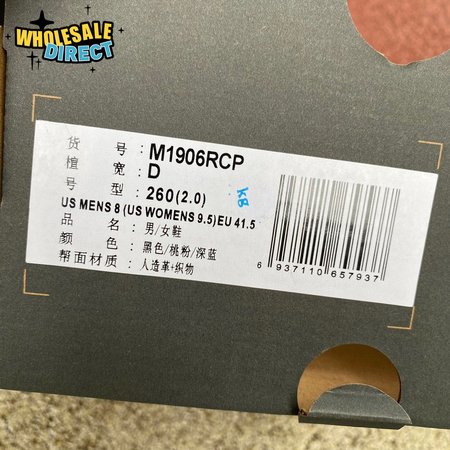 WHOLESALE
DIRECT
货 号 : M1906RCP
楦 宽 : D
号 型 : 260(2.0)
kg
US MENS 8 (US WOMENS 9.5) EU 41.5
品 名 : 男/女鞋
颜 色 : 黑色/桃粉/深蓝
帮面材质 : 人造革+织物
6 937110 657937